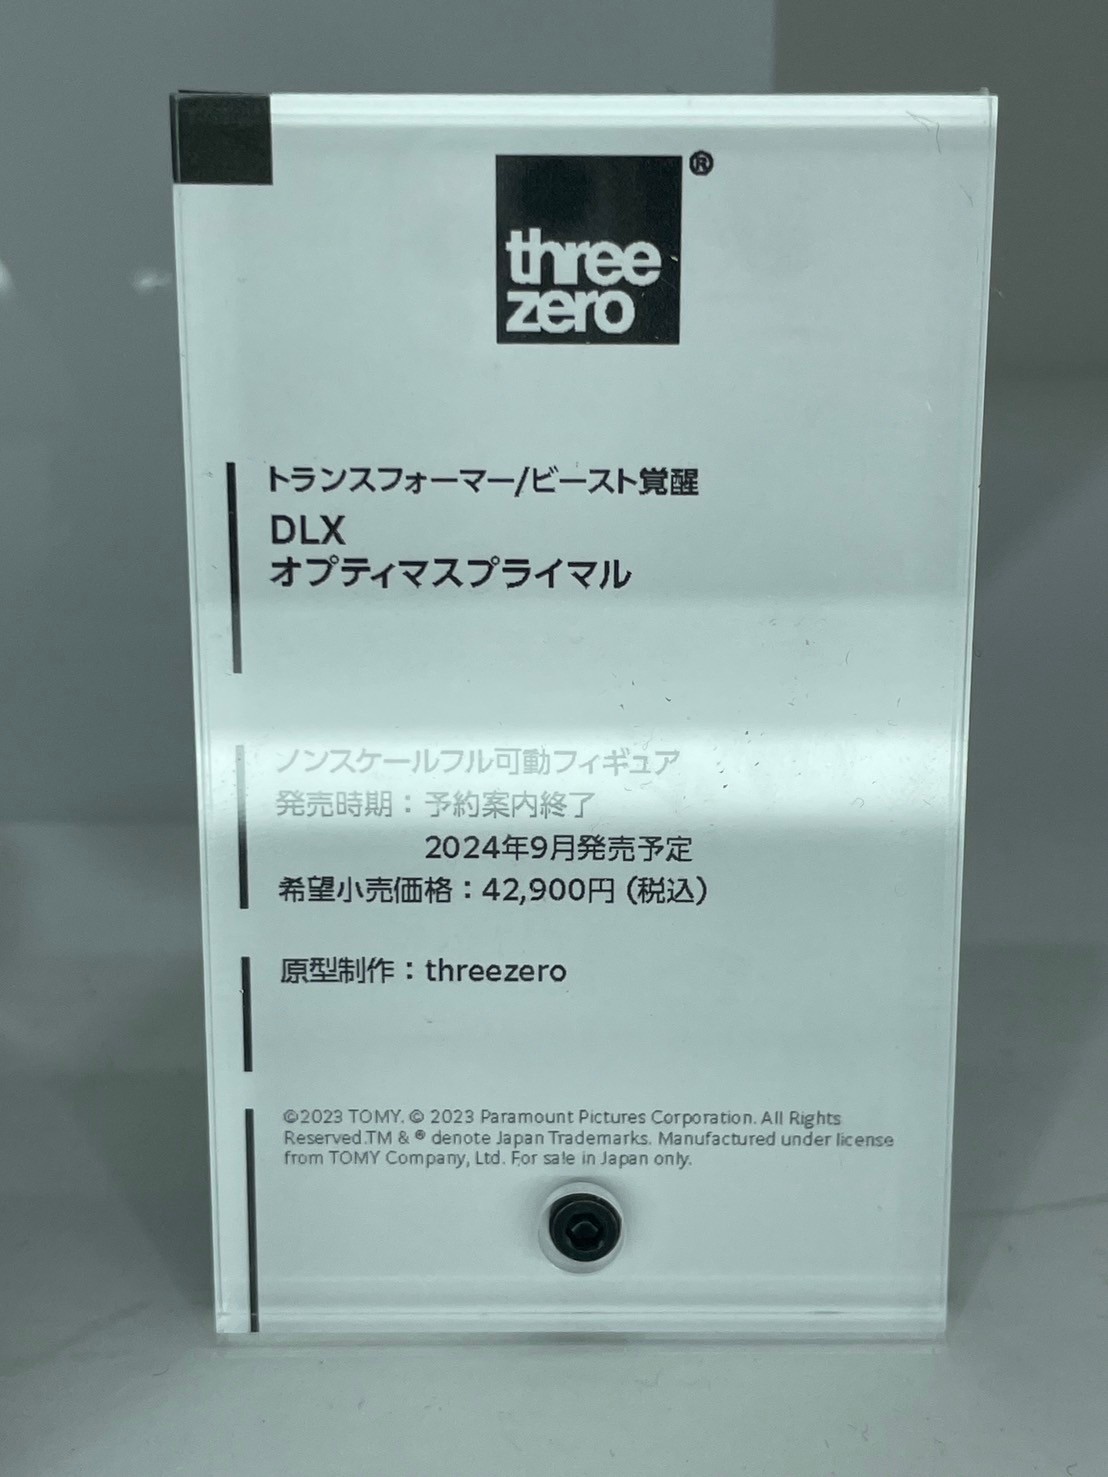 three
zero
®
トランスフォーマー/ビースト覚醒
DLX
オプティマスプライマル
ノンスケールフル可動フィギュア
発売時期：予約案内終了
2024年9月発売予定
希望小売価格：42,900円（税込）
原型制作：threezero
©2023 TOMY. © 2023 Paramount Pictures Corporation. All Rights
Reserved.TM & ® denote Japan Trademarks. Manufactured under license
from TOMY Company, Ltd. For sale in Japan only.